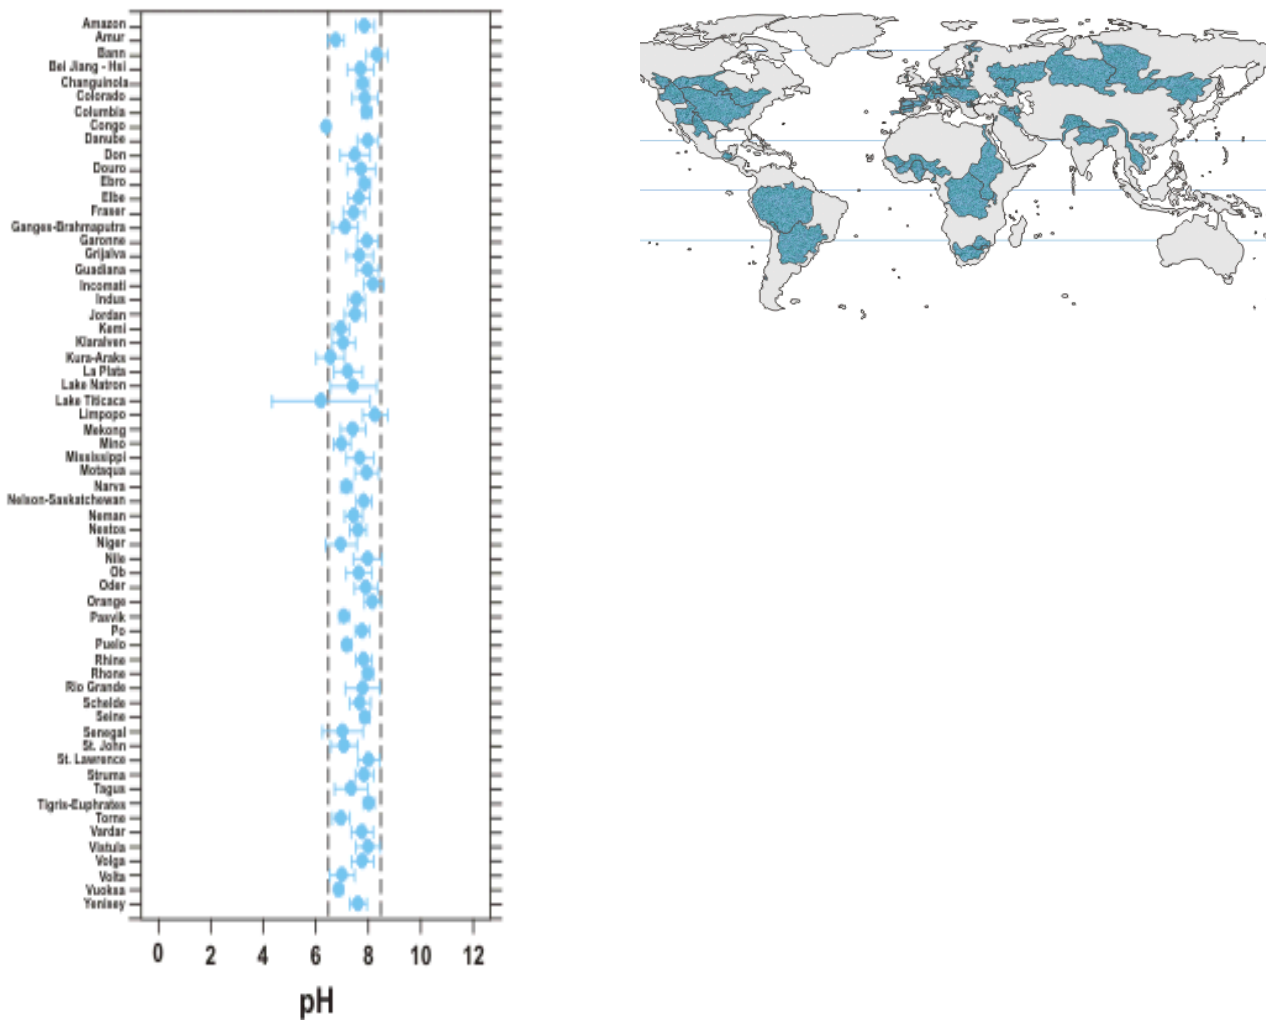 Amazon
Amur
Bann
Bei Jiang - Hsi
Changuinola
Colorado
Columbia
Congo
Danube
Don
Douro
Ebro
Elbe
Fraser
Ganges-Brahmaputra
Garonne
Grijalva
Guadiana
Incomati
Indus
Jordan
Kemi
Klaralven
Kura-Araks
La Plata
Lake Natron
Lake Titicaca
Limpopo
Mekong
Mino
Mississippi
Motaqua
Narva
Nelson-Saskatchewan
Neman
Nestos
Niger
Nile
Ob
Oder
Orange
Pasvik
Po
Puelo
Rhine
Rhone
Rio Grande
Schelde
Seine
Senegal
St. John
St. Lawrence
Struma
Tagus
Tigris-Euphrates
Torne
Vardar
Vistula
Volga
Volta
Vuoksa
Yenisey
0 2 4 6 8 10 12
pH